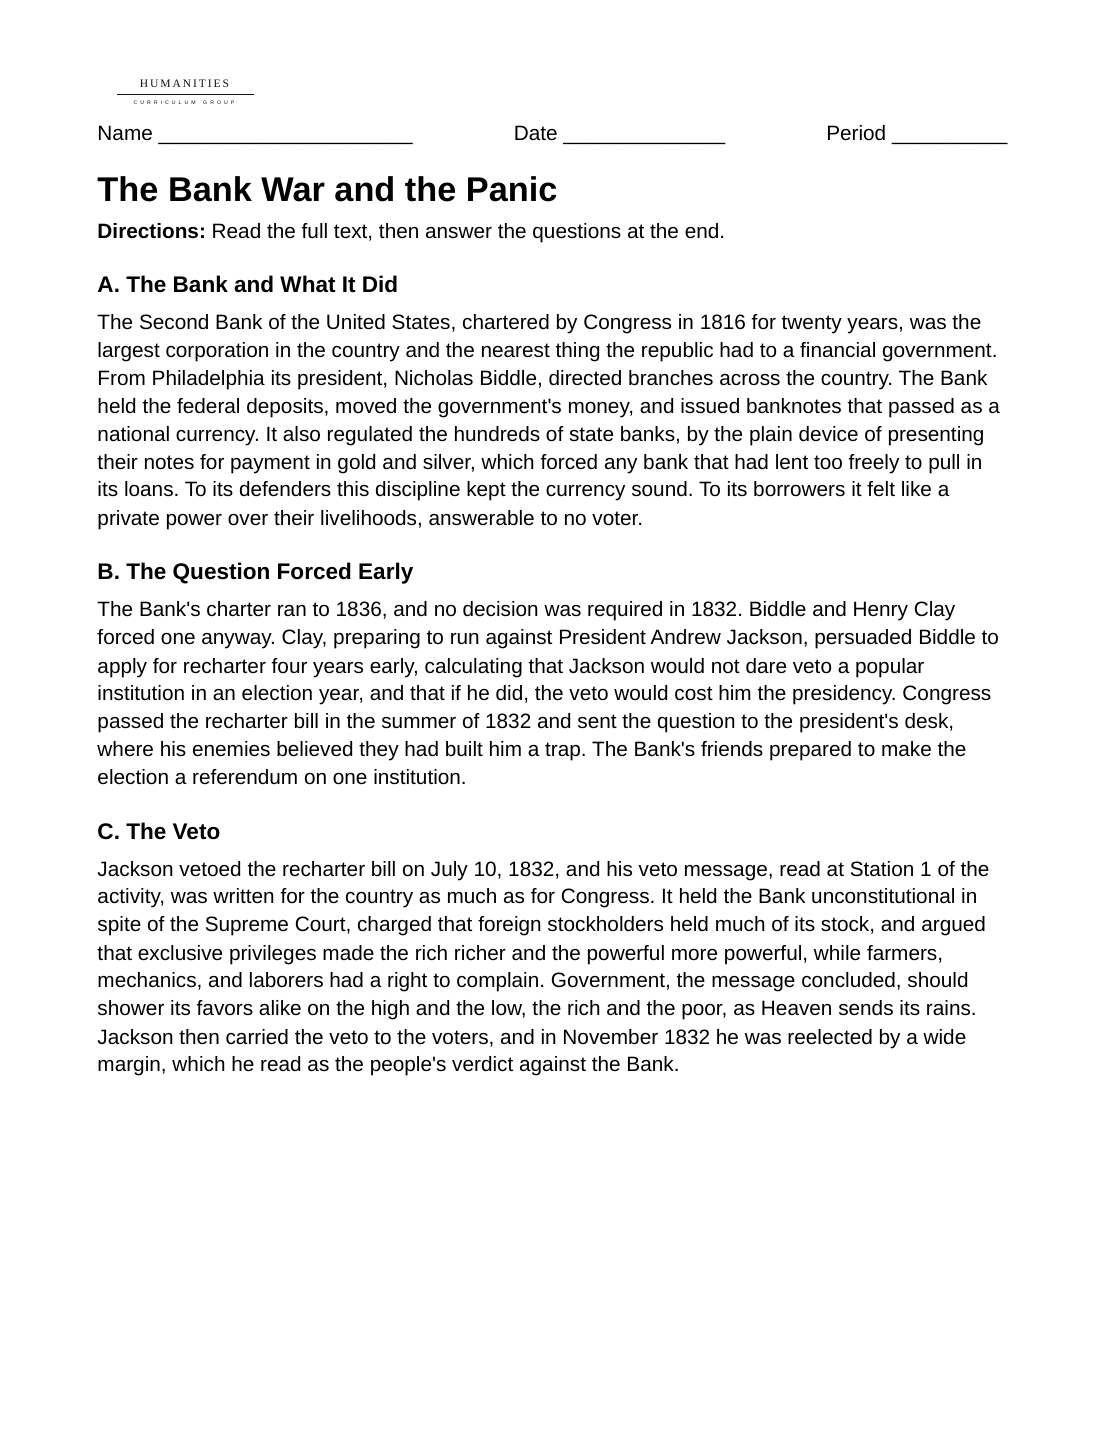 HUMANITIES
CURRICULUM GROUP
Name ______________________ Date ______________ Period __________
The Bank War and the Panic
Directions: Read the full text, then answer the questions at the end.
A. The Bank and What It Did
The Second Bank of the United States, chartered by Congress in 1816 for twenty years, was the
largest corporation in the country and the nearest thing the republic had to a financial government.
From Philadelphia its president, Nicholas Biddle, directed branches across the country. The Bank
held the federal deposits, moved the government's money, and issued banknotes that passed as a
national currency. It also regulated the hundreds of state banks, by the plain device of presenting
their notes for payment in gold and silver, which forced any bank that had lent too freely to pull in
its loans. To its defenders this discipline kept the currency sound. To its borrowers it felt like a
private power over their livelihoods, answerable to no voter.
B. The Question Forced Early
The Bank's charter ran to 1836, and no decision was required in 1832. Biddle and Henry Clay
forced one anyway. Clay, preparing to run against President Andrew Jackson, persuaded Biddle to
apply for recharter four years early, calculating that Jackson would not dare veto a popular
institution in an election year, and that if he did, the veto would cost him the presidency. Congress
passed the recharter bill in the summer of 1832 and sent the question to the president's desk,
where his enemies believed they had built him a trap. The Bank's friends prepared to make the
election a referendum on one institution.
C. The Veto
Jackson vetoed the recharter bill on July 10, 1832, and his veto message, read at Station 1 of the
activity, was written for the country as much as for Congress. It held the Bank unconstitutional in
spite of the Supreme Court, charged that foreign stockholders held much of its stock, and argued
that exclusive privileges made the rich richer and the powerful more powerful, while farmers,
mechanics, and laborers had a right to complain. Government, the message concluded, should
shower its favors alike on the high and the low, the rich and the poor, as Heaven sends its rains.
Jackson then carried the veto to the voters, and in November 1832 he was reelected by a wide
margin, which he read as the people's verdict against the Bank.